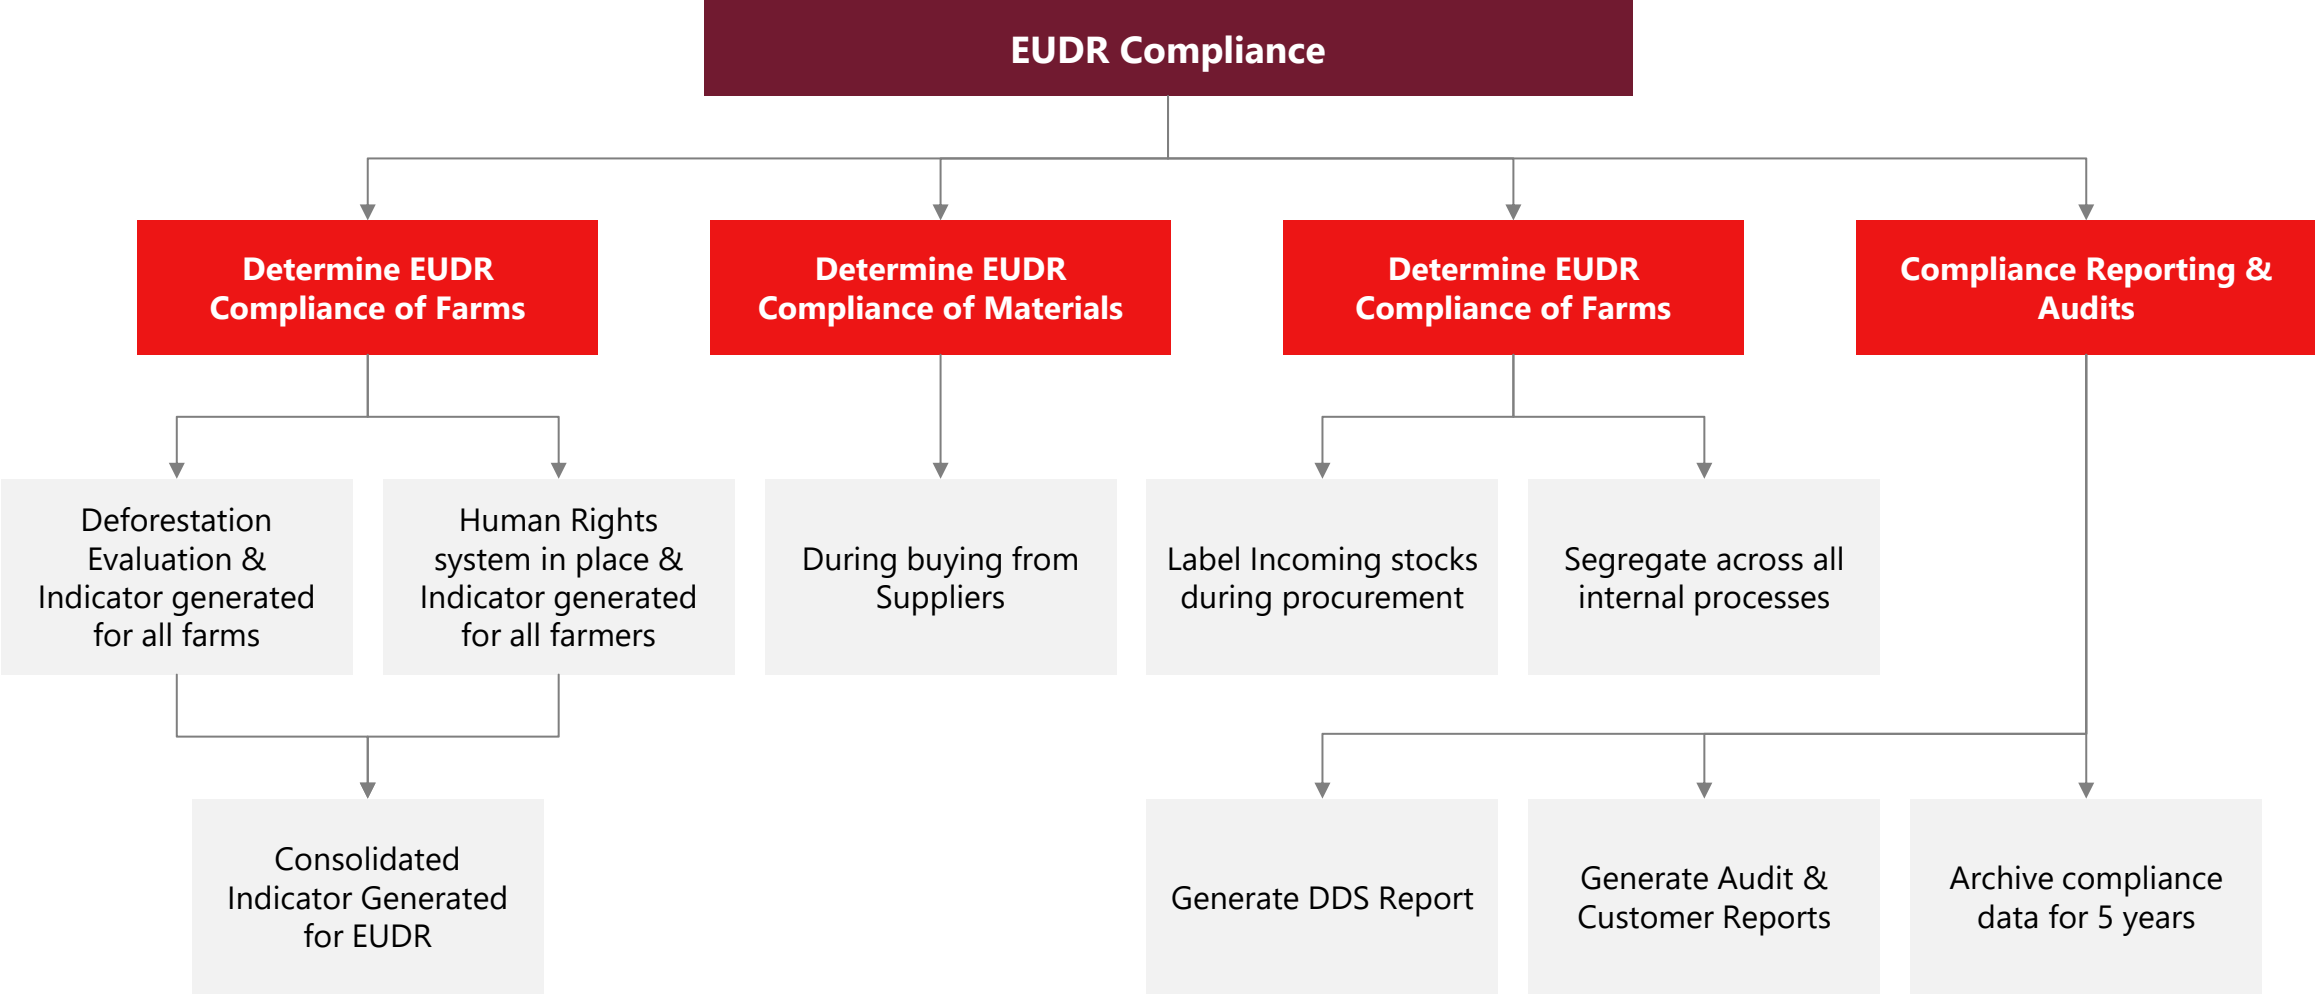 EUDR Compliance
Determine EUDR
Compliance of Farms
Determine EUDR
Compliance of Materials
Determine EUDR
Compliance of Farms
Compliance Reporting &
Audits
Deforestation
Evaluation &
Indicator generated
for all farms
Human Rights
system in place &
Indicator generated
for all farmers
During buying from
Suppliers
Label Incoming stocks
during procurement
Segregate across all
internal processes
Consolidated
Indicator Generated
for EUDR
Generate DDS Report
Generate Audit &
Customer Reports
Archive compliance
data for 5 years